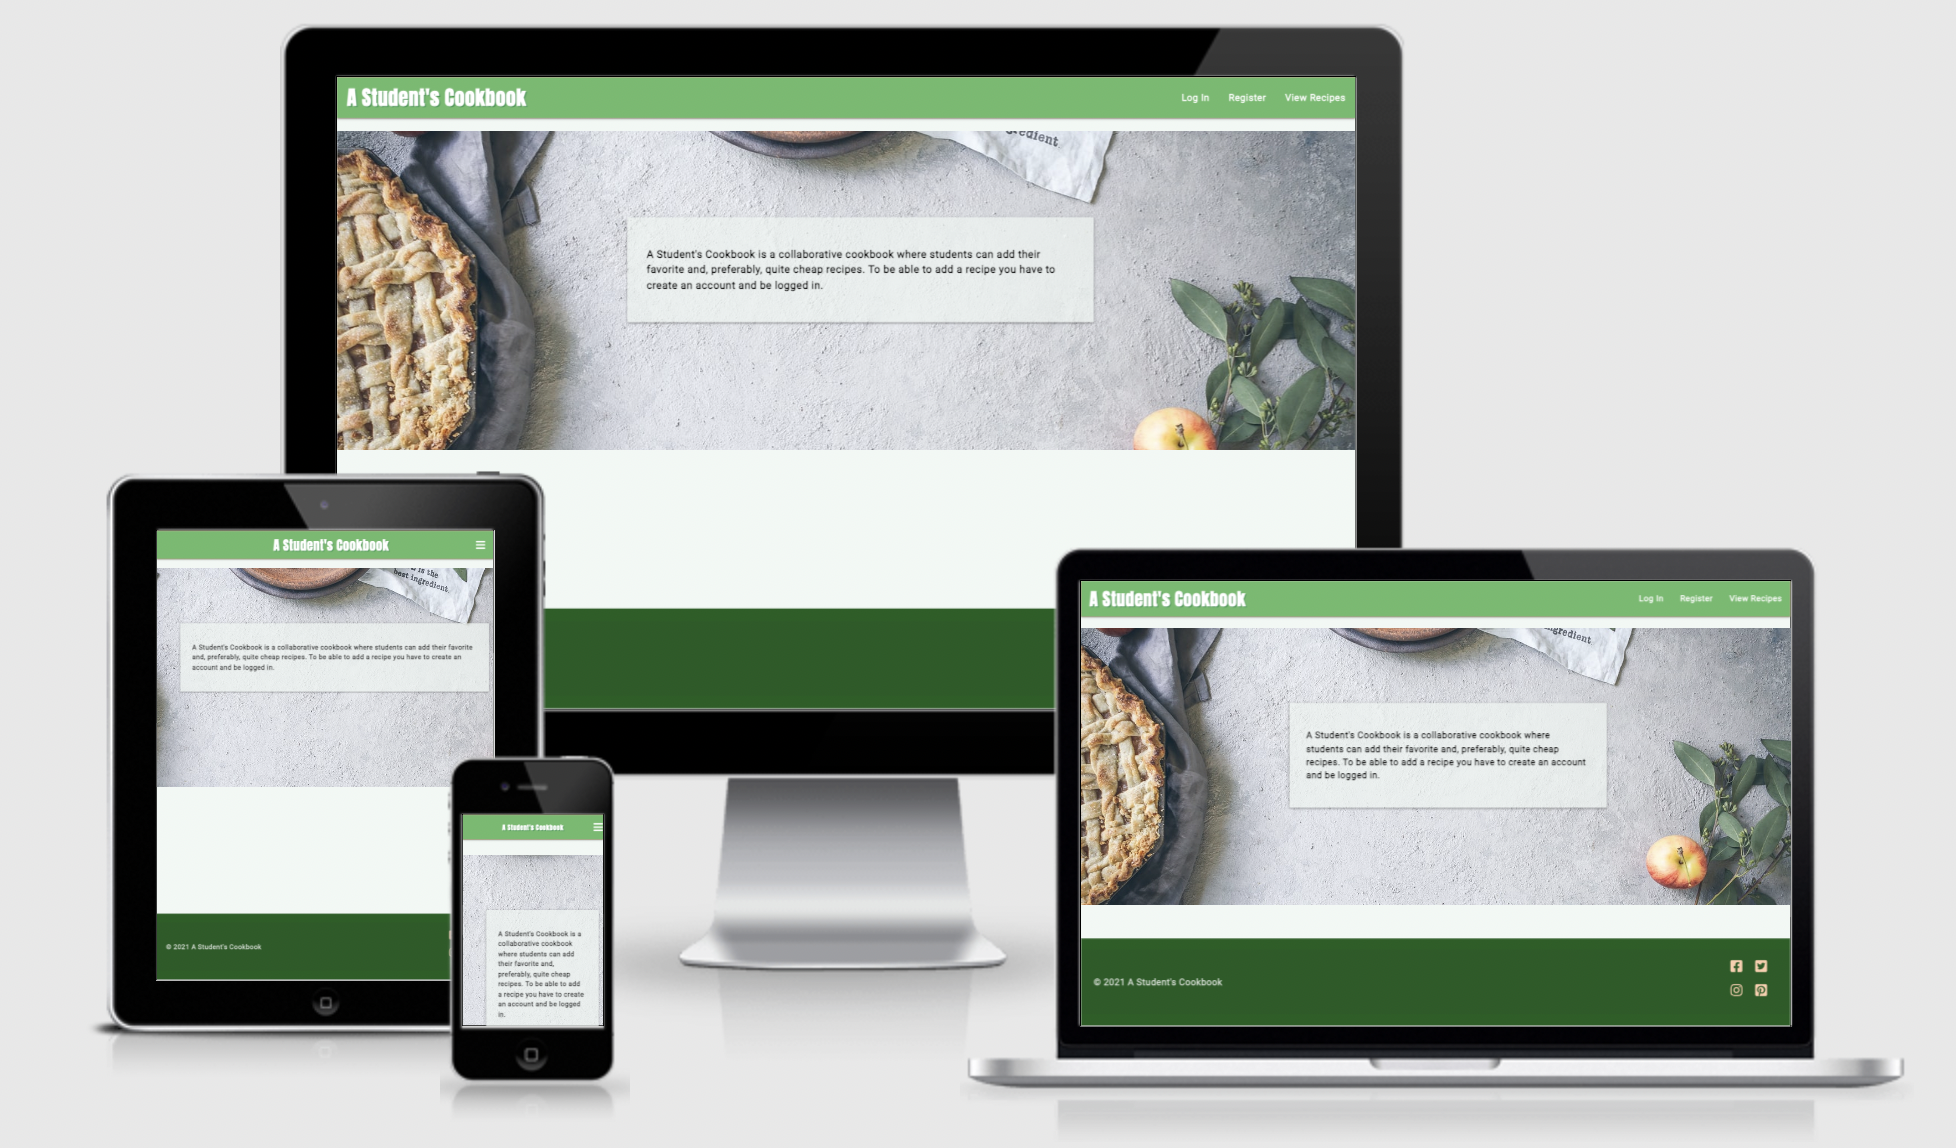 A Student's Cookbook
Log In Register View Recipes
ingredient
A Student's Cookbook is a collaborative cookbook where students can add their
favorite and, preferably, quite cheap recipes. To be able to add a recipe you have to
create an account and be logged in.
A Student's Cookbook
is the
best ingredient
A Student's Cookbook is a collaborative cookbook where students can add their favorite
and, preferably, quite cheap recipes. To be able to add a recipe you have to create an
account and be logged in.
© 2021 A Student's Cookbook
A Student's Cookbook
A Student's Cookbook is a
collaborative cookbook
where students can add
their favorite and,
preferably, quite cheap
recipes. To be able to add
a recipe you have to create
an account and be logged
in.
A Student's Cookbook
Log In Register View Recipes
ingredient
A Student's Cookbook is a collaborative cookbook where
students can add their favorite and, preferably, quite cheap
recipes. To be able to add a recipe you have to create an account
and be logged in.
© 2021 A Student's Cookbook